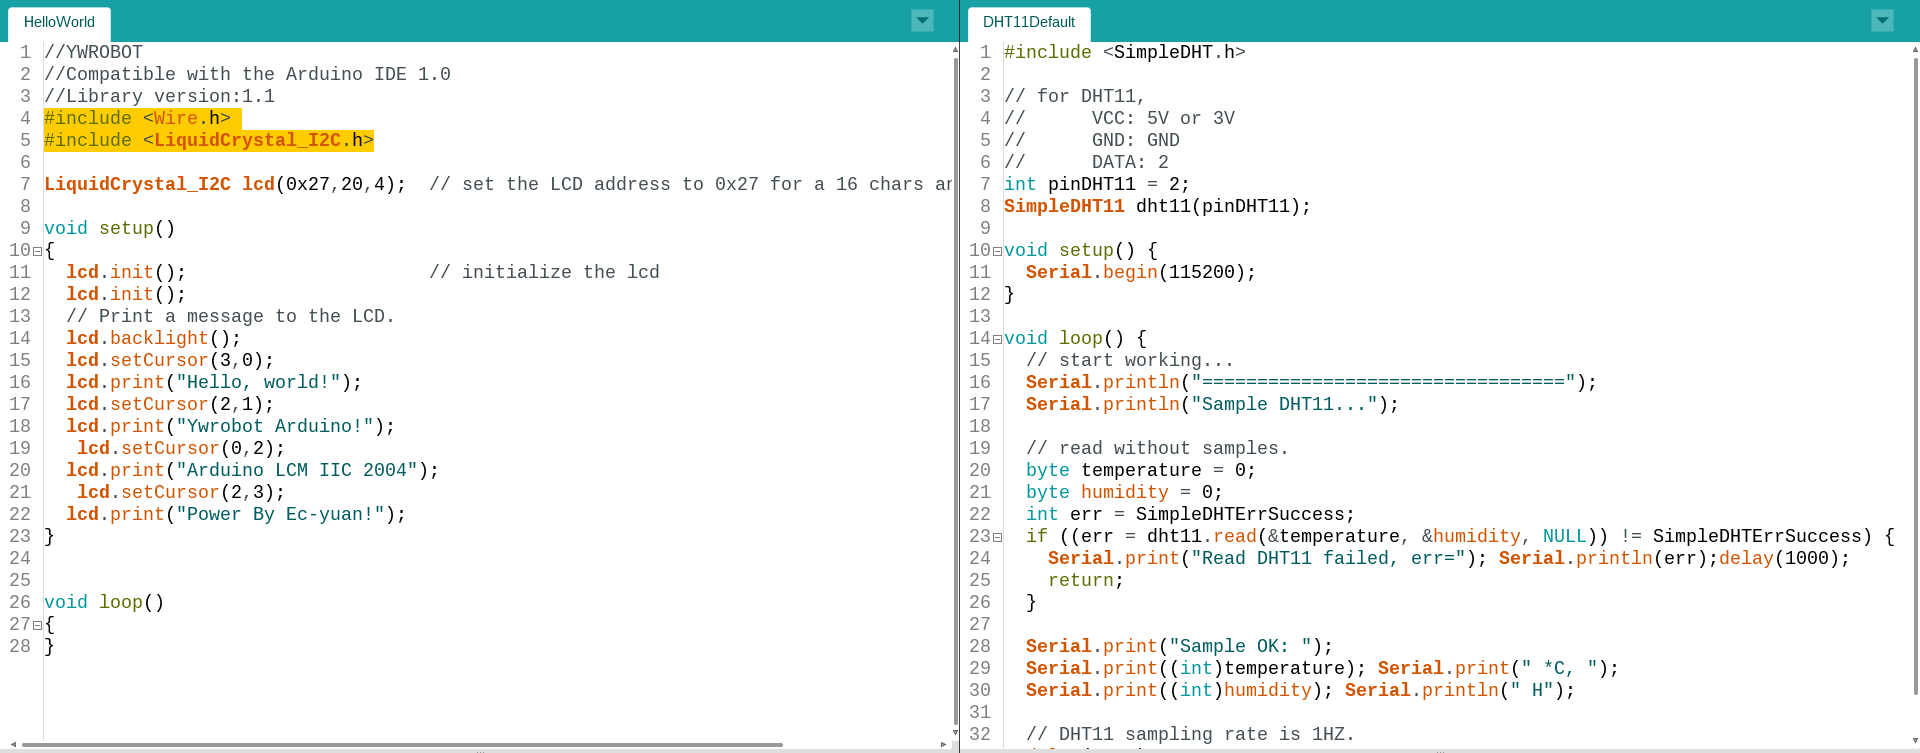 HelloWorld
1 //YWROBOT
2 //Compatible with the Arduino IDE 1.0
3 //Library version:1.1
4 #include <Wire.h>
5 #include <LiquidCrystal_I2C.h>
6
7 LiquidCrystal_I2C lcd(0x27,20,4);  // set the LCD address to 0x27 for a 16 chars
8
9 void setup()
10 {
11   lcd.init();                      // initialize the lcd
12   lcd.init();
13   // Print a message to the LCD.
14   lcd.backlight();
15   lcd.setCursor(3,0);
16   lcd.print("Hello, world!");
17   lcd.setCursor(2,1);
18   lcd.print("Ywrobot Arduino!");
19    lcd.setCursor(0,2);
20   lcd.print("Arduino LCM IIC 2004");
21    lcd.setCursor(2,3);
22   lcd.print("Power By Ec-yuan!");
23 }
24
25
26 void loop()
27 {
28 }
DHT11Default
1 #include <SimpleDHT.h>
2
3 // for DHT11,
4 //      VCC: 5V or 3V
5 //      GND: GND
6 //      DATA: 2
7 int pinDHT11 = 2;
8 SimpleDHT11 dht11(pinDHT11);
9
10 void setup() {
11   Serial.begin(115200);
12 }
13
14 void loop() {
15   // start working...
16   Serial.println("=================================");
17   Serial.println("Sample DHT11...");
18
19   // read without samples.
20   byte temperature = 0;
21   byte humidity = 0;
22   int err = SimpleDHTErrSuccess;
23   if ((err = dht11.read(&temperature, &humidity, NULL)) != SimpleDHTErrSuccess) {
24     Serial.print("Read DHT11 failed, err="); Serial.println(err);delay(1000);
25     return;
26   }
27
28   Serial.print("Sample OK: ");
29   Serial.print((int)temperature); Serial.print(" *C, ");
30   Serial.print((int)humidity); Serial.println(" H");
31
32   // DHT11 sampling rate is 1HZ.